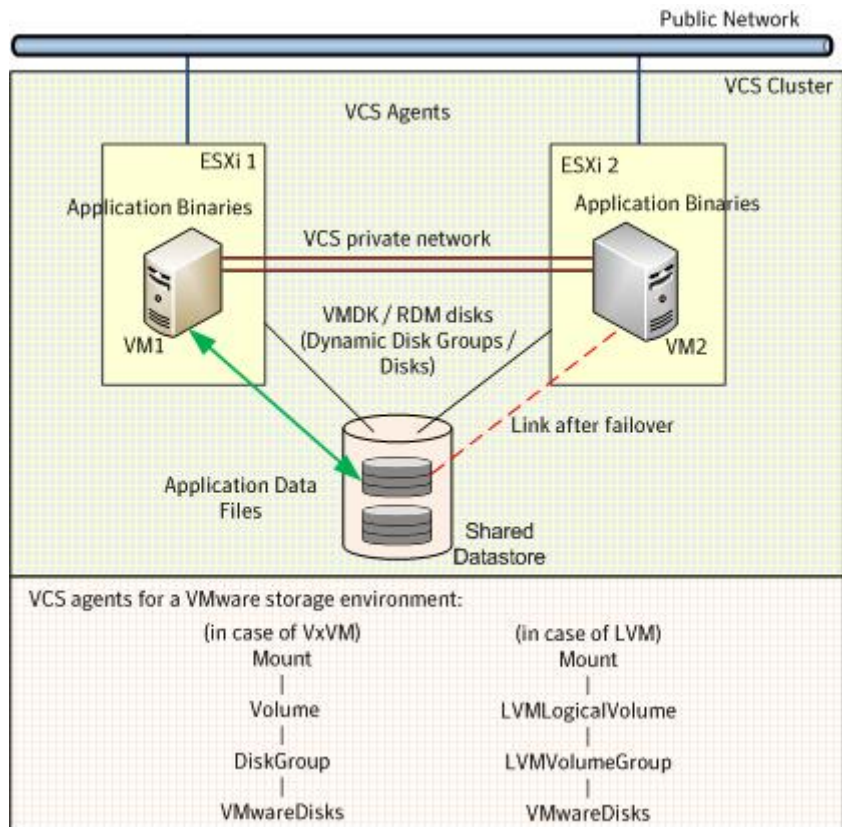 Public Network
VCS Cluster
VCS Agents
ESXi 1
ESXi 2
Application Binaries
Application Binaries
VCS private network
VMDK / RDM disks
(Dynamic Disk Groups /
Disks)
VM1
VM2
Link after failover
Application Data
Files
Shared
Datastore
VCS agents for a VMware storage environment:
(in case of VxVM)
Mount
|
Volume
|
DiskGroup
|
VMwareDisks
(in case of LVM)
Mount
|
LVMLogicalVolume
|
LVMVolumeGroup
|
VMwareDisks